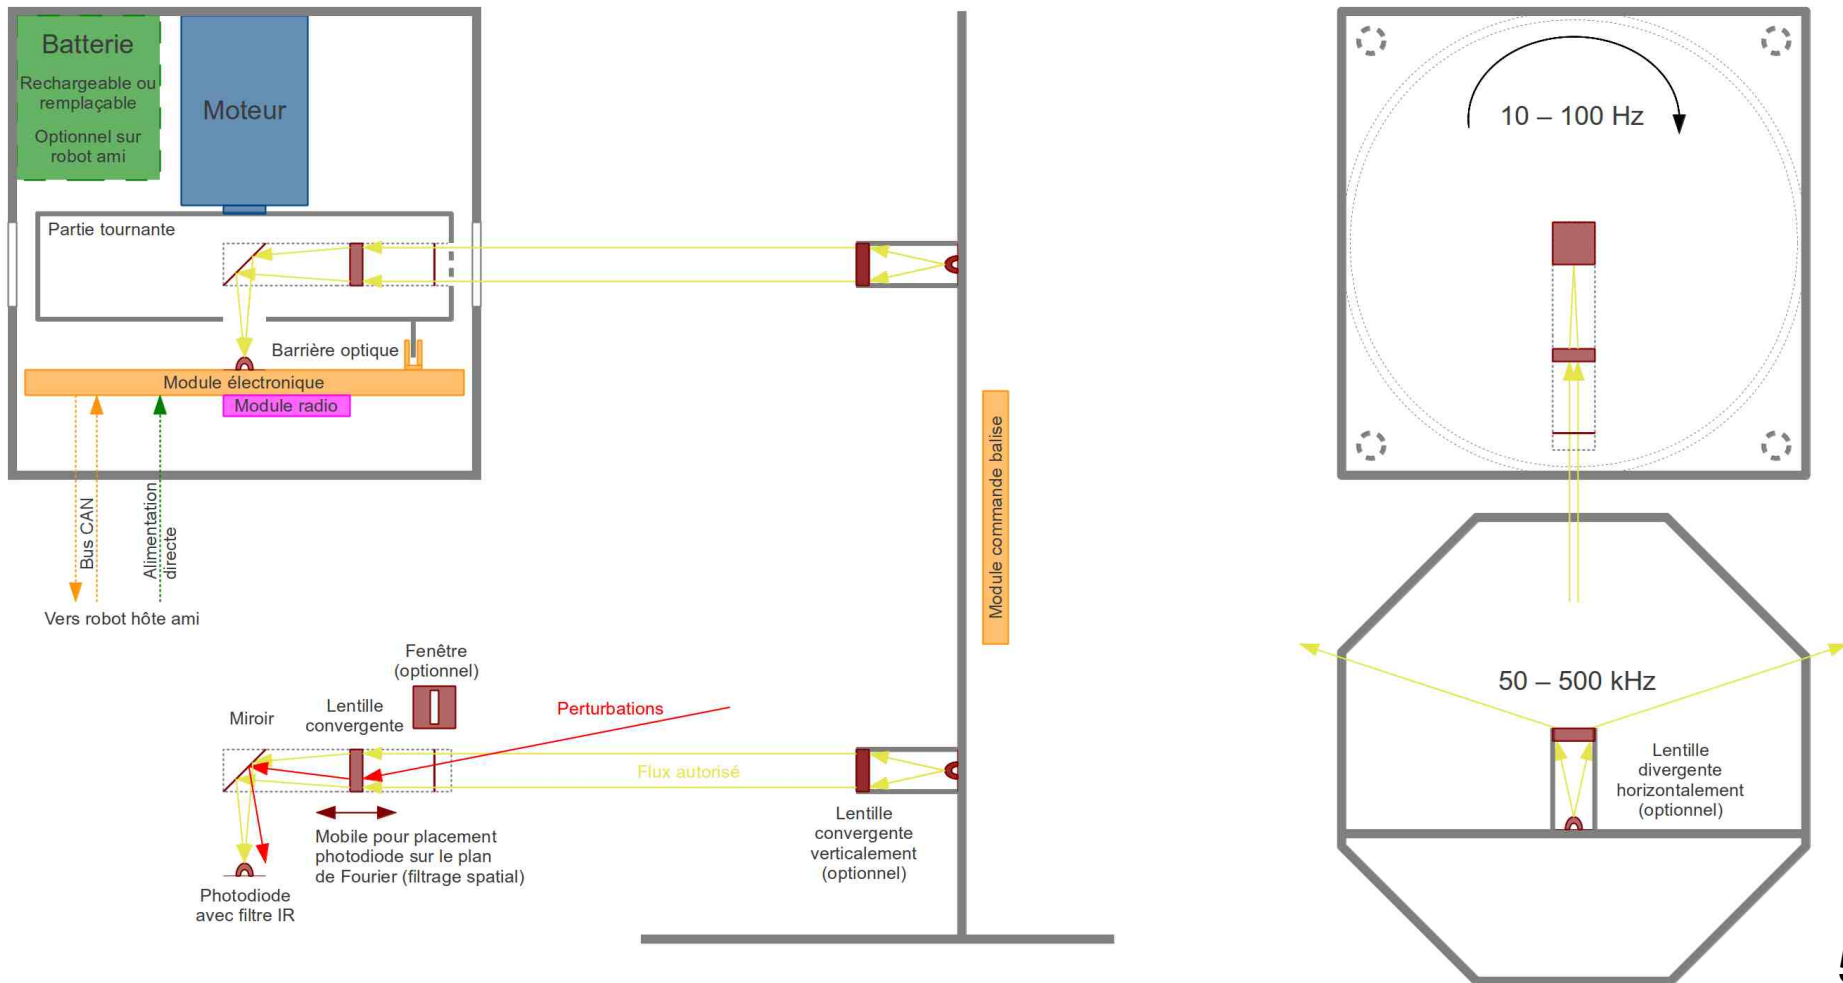 Batterie
Rechargeable ou
remplaçable
Optionnel sur
robot ami
Moteur
Partie tournante
Barrière optique
Module électronique
Module radio
Bus CAN
Alimentation
directe
Vers robot hôte ami
Module commande balise
10 – 100 Hz
50 – 500 kHz
Lentille
divergente
horizontalement
(optionnel)
Fenêtre
(optionnel)
Miroir
Lentille
convergente
Perturbations
Flux autorisé
Mobile pour placement
photodiode sur le plan
de Fourier (filtrage spatial)
Lentille
convergente
verticalement
(optionnel)
Photodiode
avec filtre IR